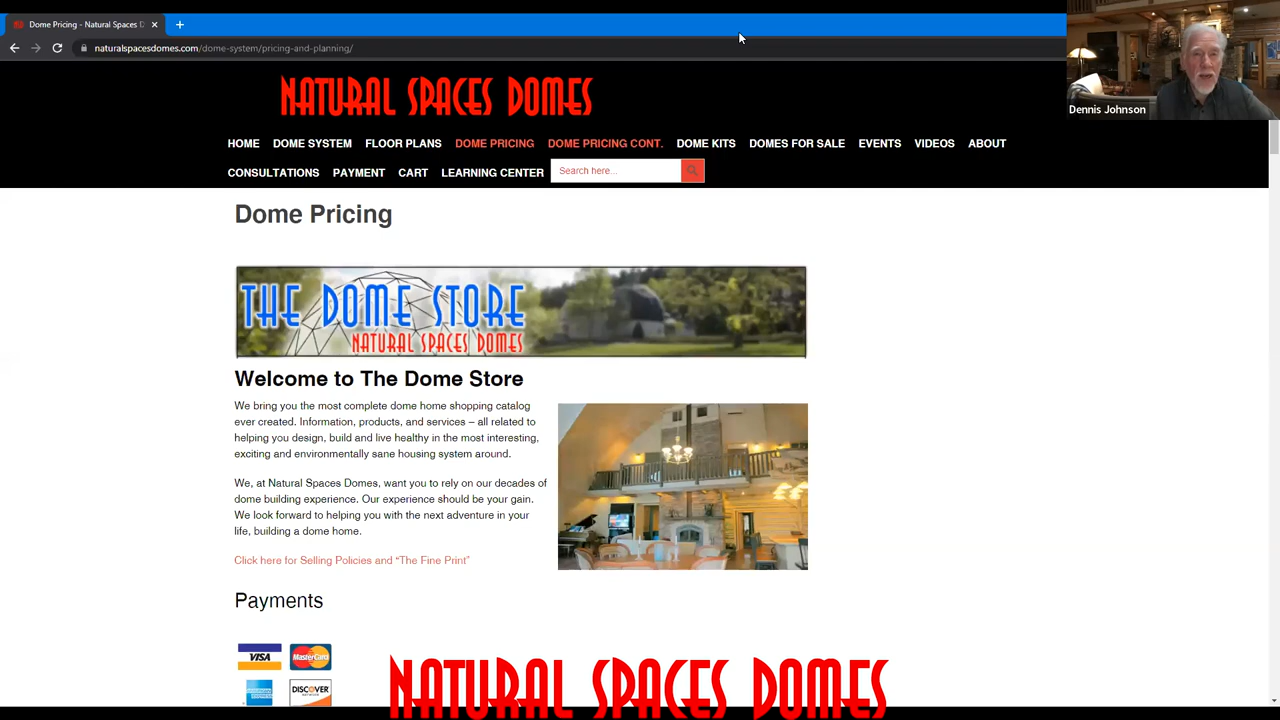 Dome Pricing - Natural Spaces D
naturalspacesdomes.com/dome-system/pricing-and-planning/
Dennis Johnson
NATURAL SPACES DOMES
HOME DOME SYSTEM FLOOR PLANS DOME PRICING DOME PRICING CONT. DOME KITS DOMES FOR SALE EVENTS VIDEOS ABOUT
CONSULTATIONS PAYMENT CART LEARNING CENTER Search here...
Dome Pricing
THE DOME STORE
NATURAL SPACES DOMES
Welcome to The Dome Store
We bring you the most complete dome home shopping catalog
ever created. Information, products, and services – all related to
helping you design, build and live healthy in the most interesting,
exciting and environmentally sane housing system around.
We, at Natural Spaces Domes, want you to rely on our decades of
dome building experience. Our experience should be your gain.
We look forward to helping you with the next adventure in your
life, building a dome home.
Click here for Selling Policies and “The Fine Print”
Payments
VISA MasterCard
DISCOVER
NATURAL SPACES DOMES